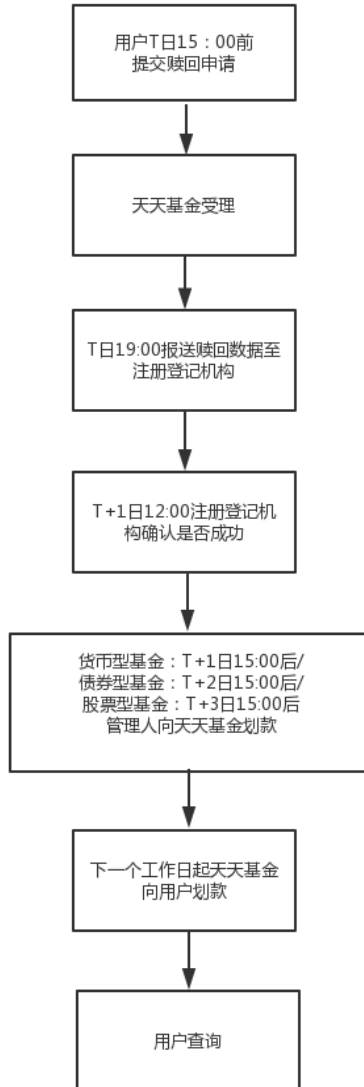 用户T日15：00前
提交赎回申请
天天基金受理
T日19:00报送赎回数据至
注册登记机构
T+1日12:00注册登记机
构确认是否成功
货币型基金：T+1日15:00后/
债券型基金：T+2日15:00后/
股票型基金：T+3日15:00后
管理人向天天基金划款
下一个工作日起天天基金
向用户划款
用户查询